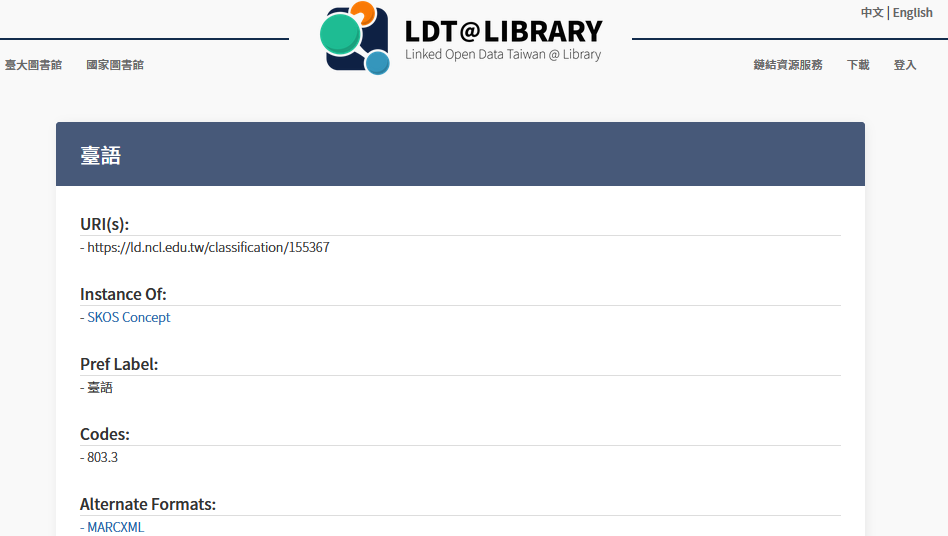 中文 | English
LDT@LIBRARY
Linked Open Data Taiwan @ Library
臺大圖書館 國家圖書館 鏈結資源服務 下載 登入
臺語
URI(s):
- https://ld.ncl.edu.tw/classification/155367
Instance Of:
- SKOS Concept
Pref Label:
- 臺語
Codes:
- 803.3
Alternate Formats:
- MARCXML